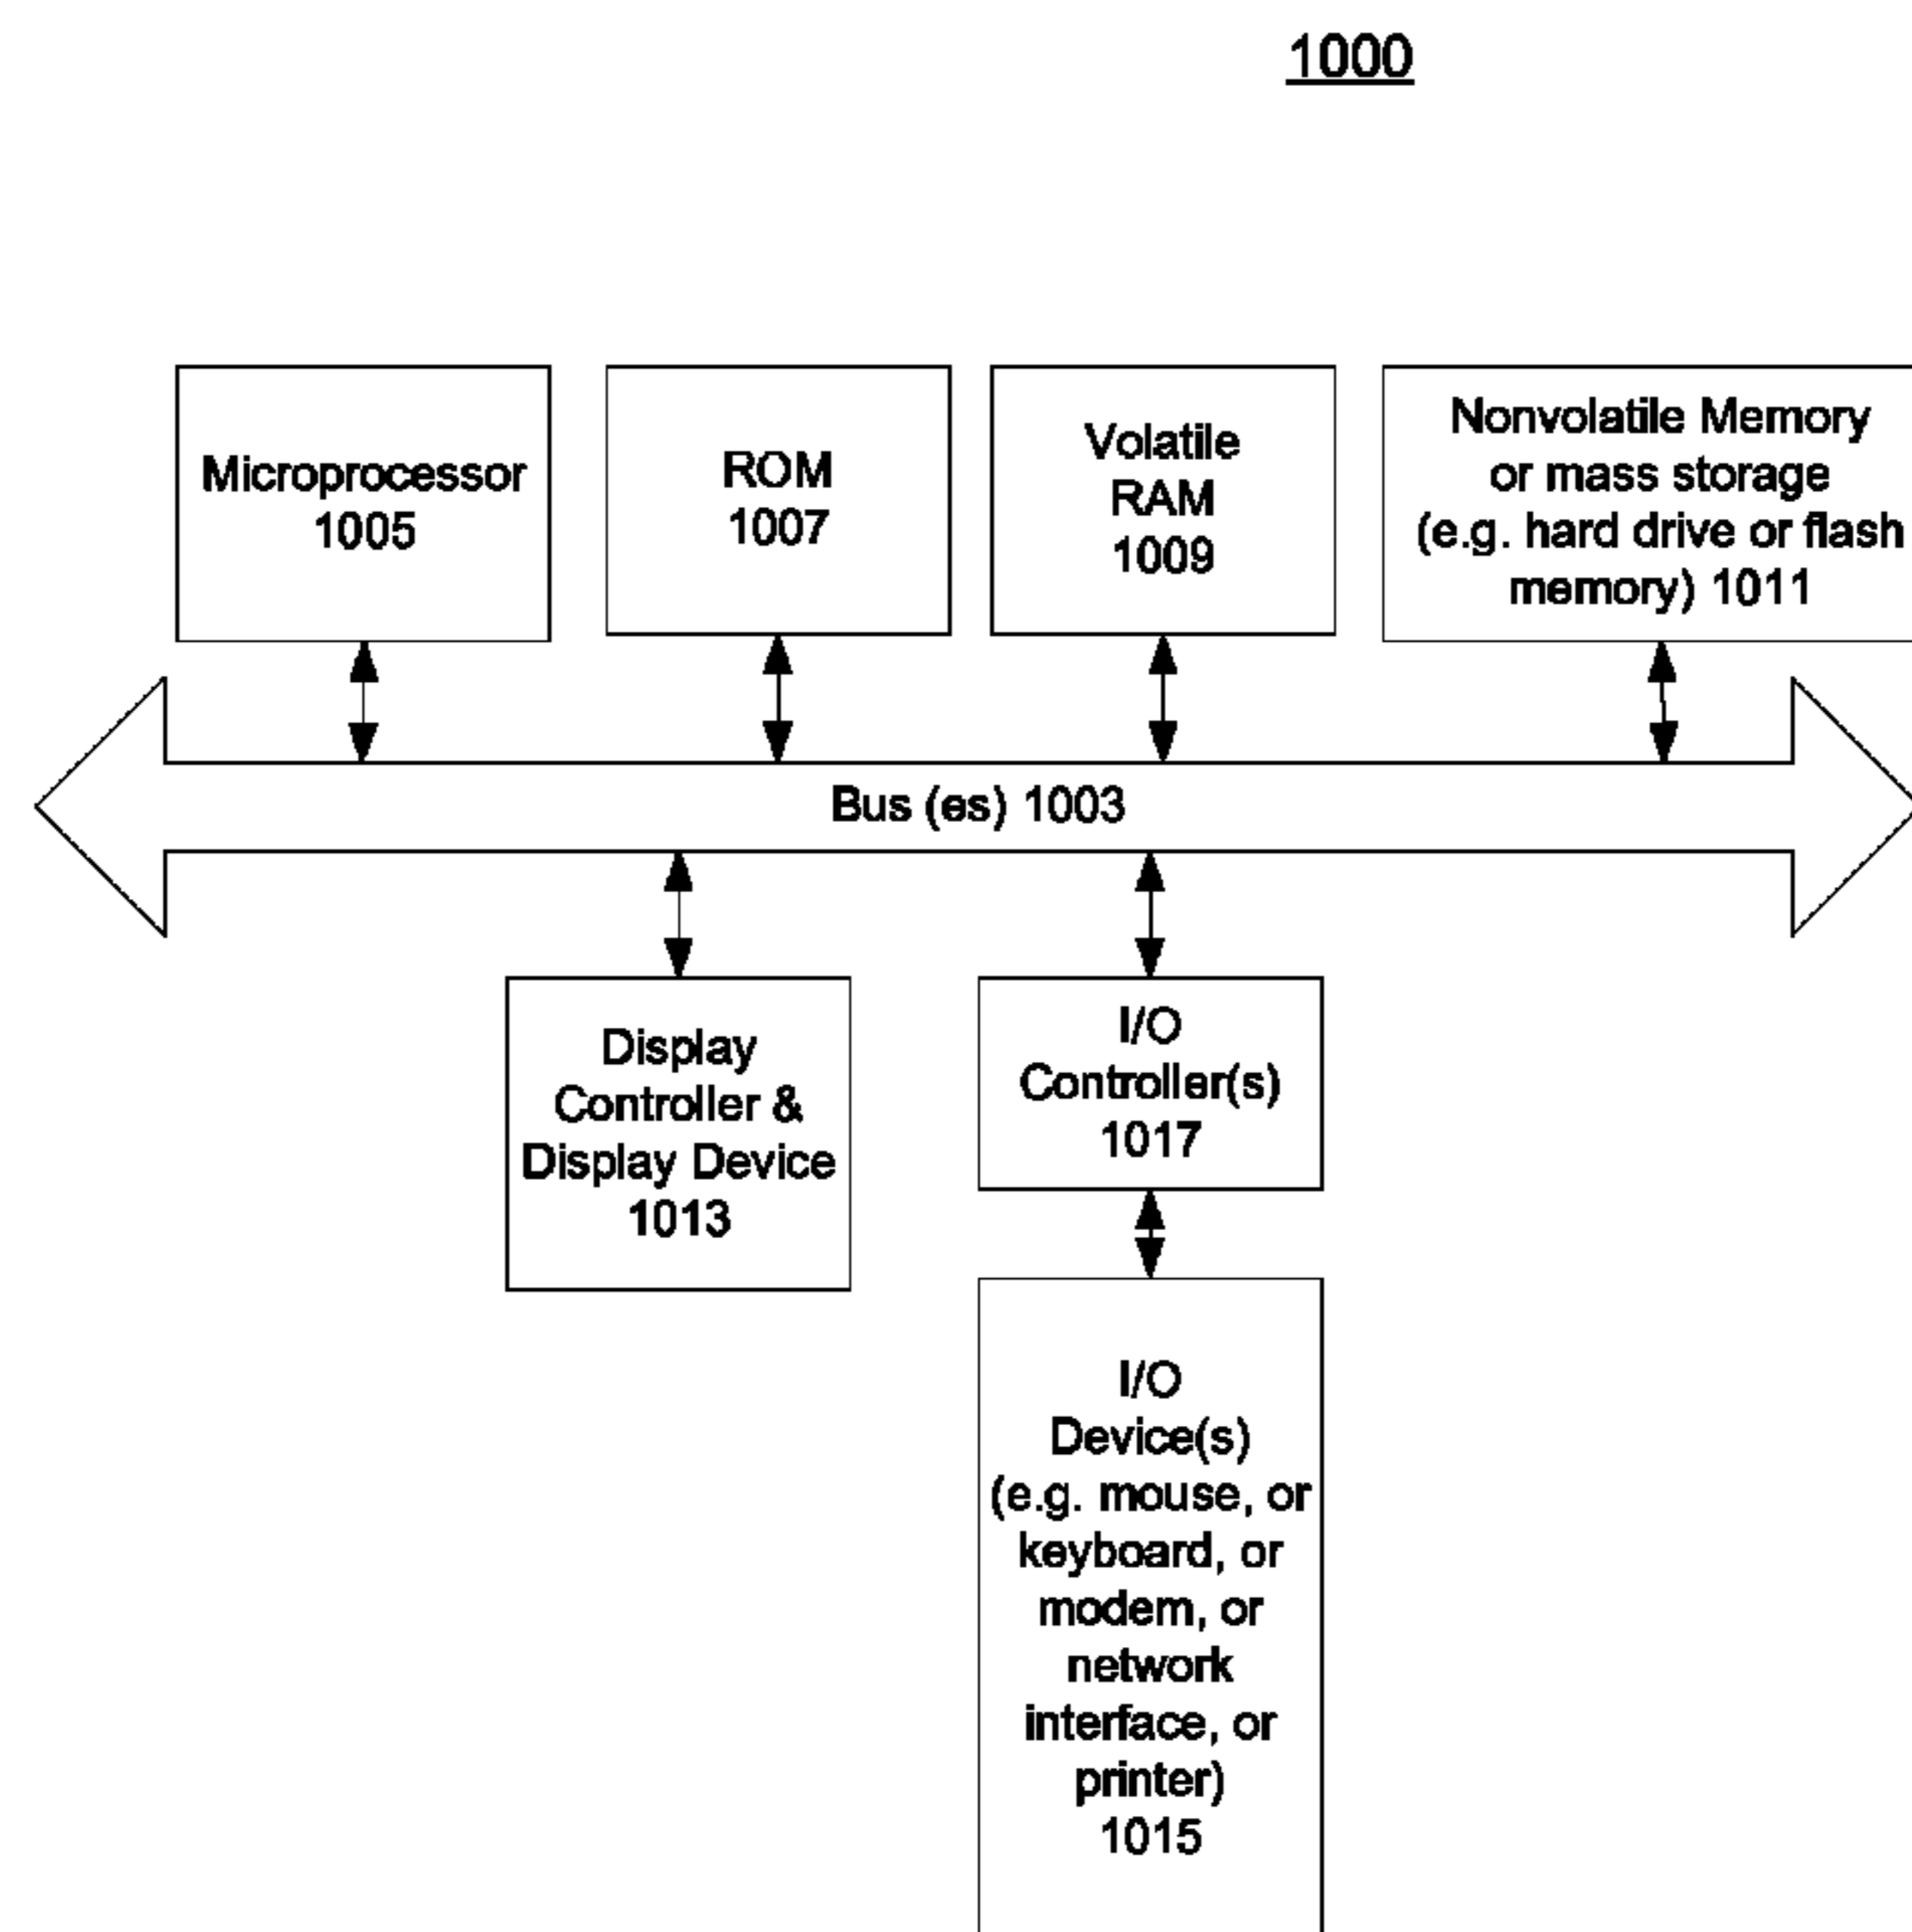 1000
Microprocessor
1005
ROM
1007
Volatile
RAM
1009
Nonvolatile Memory
or mass storage
(e.g. hard drive or flash
memory) 1011
Bus (es) 1003
Display
Controller &
Display Device
1013
I/O
Controller(s)
1017
I/O
Device(s)
(e.g. mouse, or
keyboard, or
modem, or
network
interface, or
printer)
1015